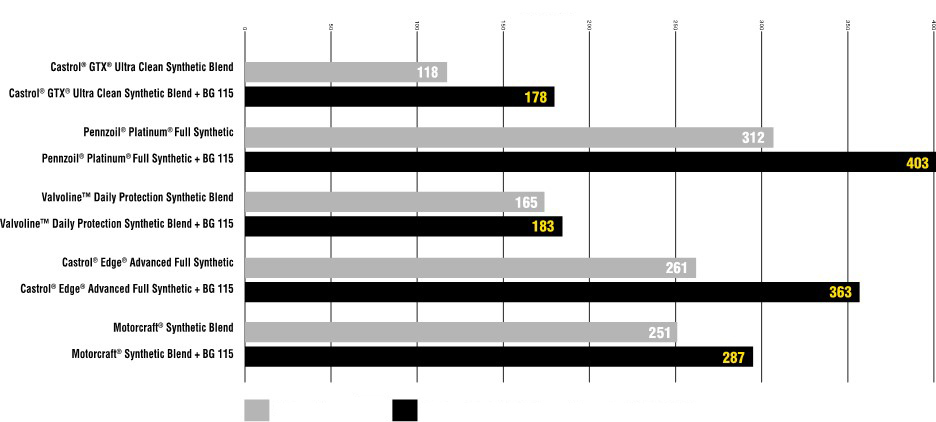 0 50 100 150 200 250 300 350 400
Castrol® GTX® Ultra Clean Synthetic Blend 118
Castrol® GTX® Ultra Clean Synthetic Blend + BG 115 178
Pennzoil® Platinum® Full Synthetic 312
Pennzoil® Platinum® Full Synthetic + BG 115 403
Valvoline™ Daily Protection Synthetic Blend 165
Valvoline™ Daily Protection Synthetic Blend + BG 115 183
Castrol® Edge® Advanced Full Synthetic 261
Castrol® Edge® Advanced Full Synthetic + BG 115 363
Motorcraft® Synthetic Blend 251
Motorcraft® Synthetic Blend + BG 115 287